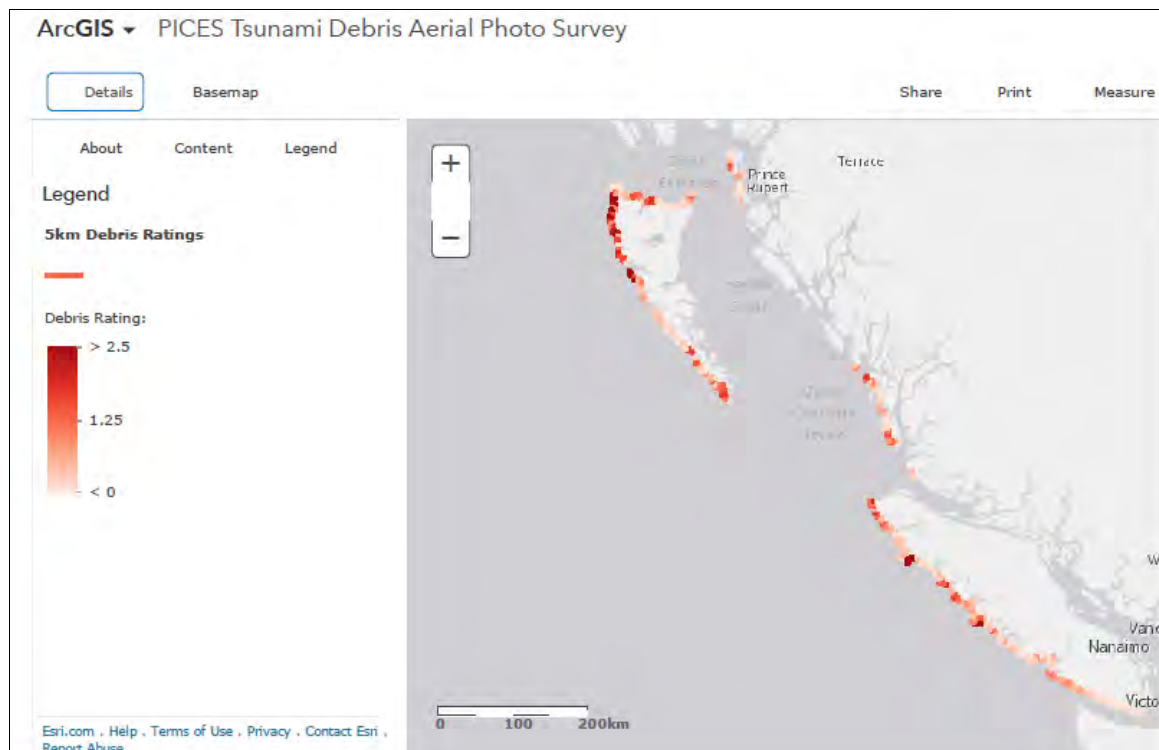 ArcGIS PICES Tsunami Debris Aerial Photo Survey
Details Basemap Share Print Measure
About Content Legend
Legend
5km Debris Ratings
Debris Rating:
> 2.5
1.25
< 0
+
−
Terrace
Prince
Rupert
Nanaimo
0 100 200km
Esri.com . Help . Terms of Use . Privacy . Contact Esri .
Report Abuse